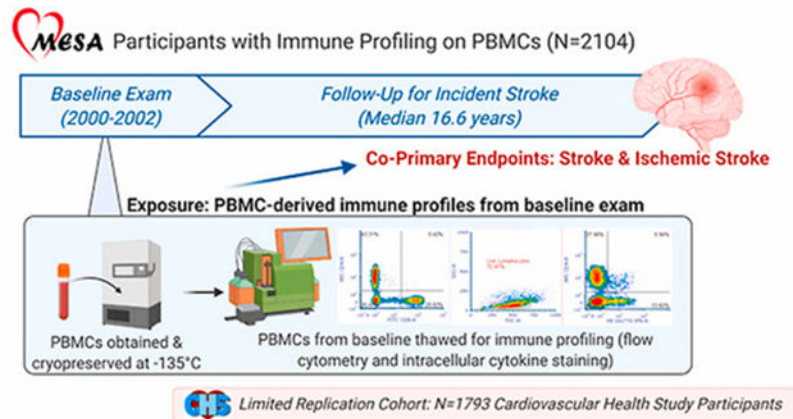 MESA Participants with Immune Profiling on PBMCs (N=2104)
Baseline Exam
(2000-2002)
Follow-Up for Incident Stroke
(Median 16.6 years)
Co-Primary Endpoints: Stroke & Ischemic Stroke
Exposure: PBMC-derived immune profiles from baseline exam
PBMCs obtained &
cryopreserved at -135°C
PBMCs from baseline thawed for immune profiling (flow
cytometry and intracellular cytokine staining)
CHS Limited Replication Cohort: N=1793 Cardiovascular Health Study Participants